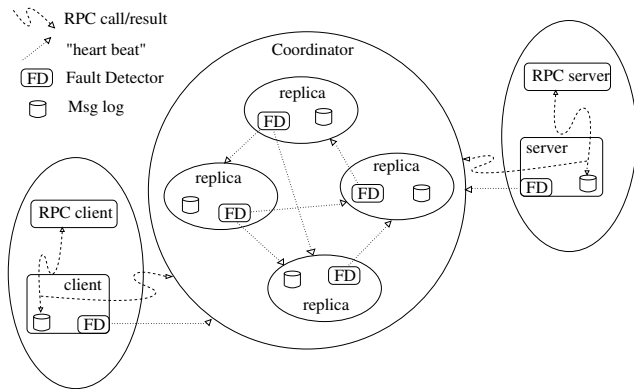 RPC call/result
"heart beat"
FD Fault Detector
Msg log
Coordinator
replica
FD
replica
FD
replica
FD
FD
replica
RPC server
server
FD
RPC client
client
FD